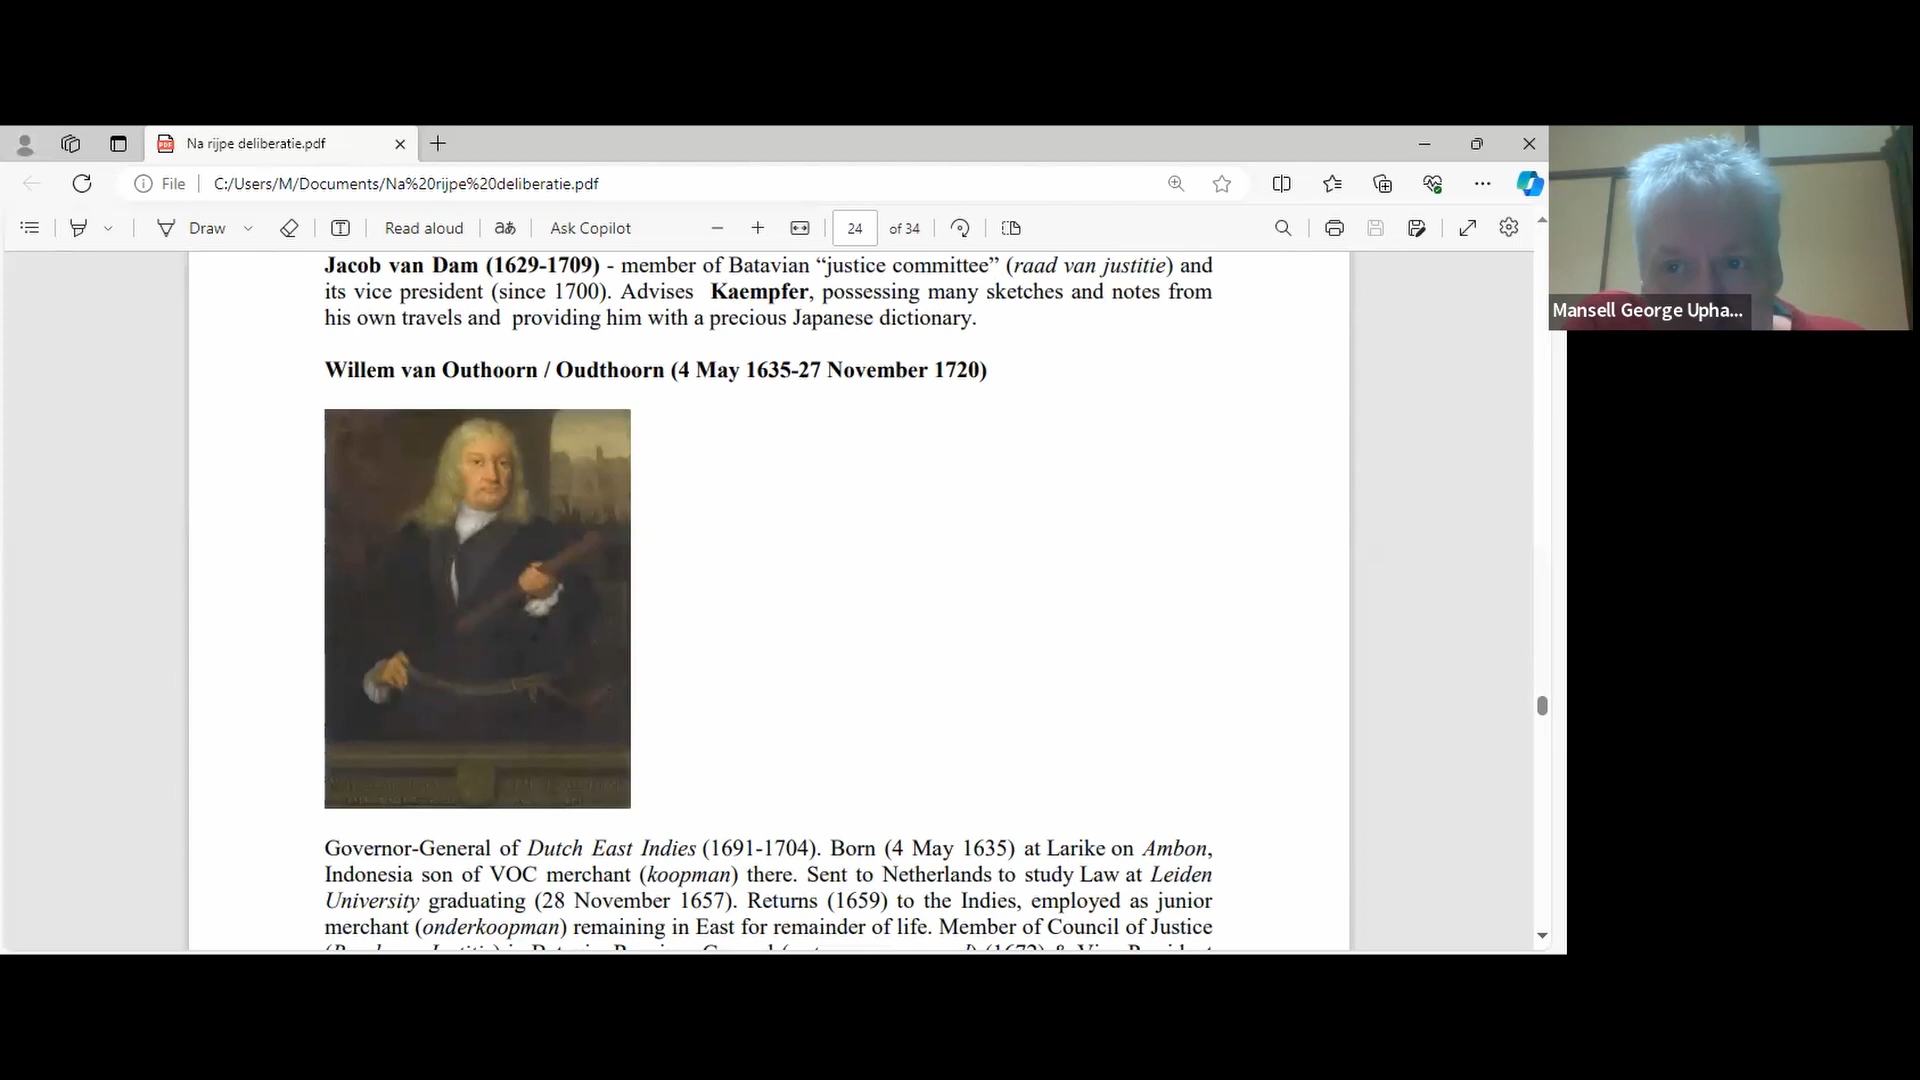 Na rijpe deliberatie.pdf
File
C:/Users/M/Documents/Na%20rijpe%20deliberatie.pdf
Draw
Read aloud
Ask Copilot
24
of 34
Mansell George Upha...
Jacob van Dam (1629-1709) - member of Batavian “justice committee” (raad van justitie) and
its vice president (since 1700). Advises Kaempfer, possessing many sketches and notes from
his own travels and providing him with a precious Japanese dictionary.
Willem van Outhoorn / Oudthoorn (4 May 1635-27 November 1720)
Governor-General of Dutch East Indies (1691-1704). Born (4 May 1635) at Larike on Ambon,
Indonesia son of VOC merchant (koopman) there. Sent to Netherlands to study Law at Leiden
University graduating (28 November 1657). Returns (1659) to the Indies, employed as junior
merchant (onderkoopman) remaining in East for remainder of life. Member of Council of Justice